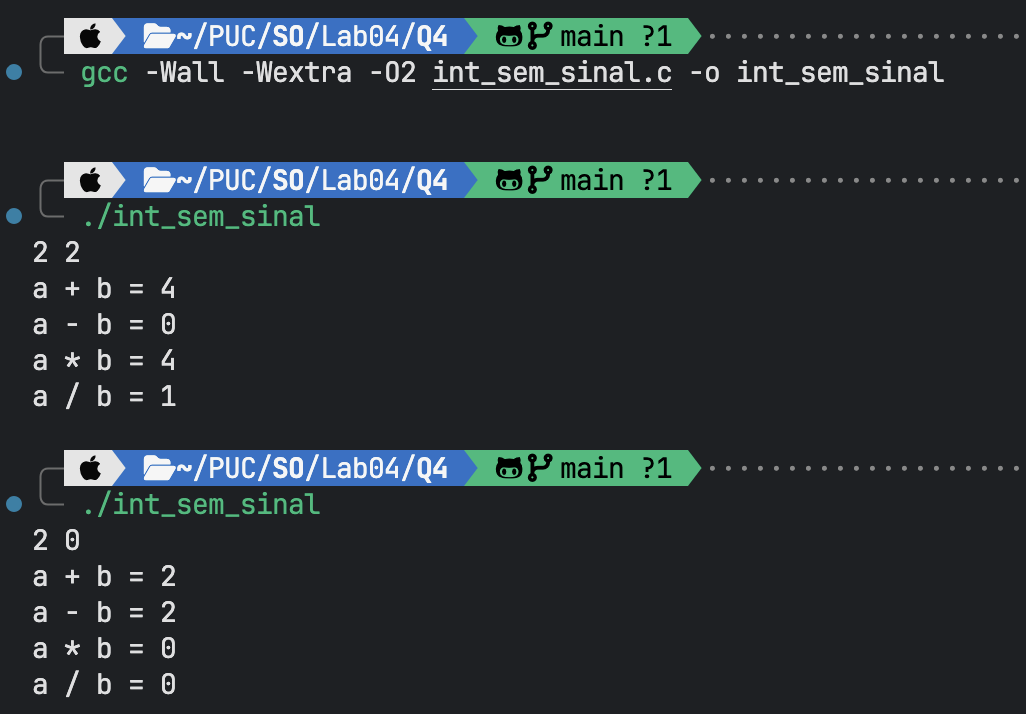 ~/PUC/SO/Lab04/Q4 main ?1
gcc -Wall -Wextra -O2 int_sem_sinal.c -o int_sem_sinal
~/PUC/SO/Lab04/Q4 main ?1
./int_sem_sinal
2 2
a + b = 4
a - b = 0
a * b = 4
a / b = 1
~/PUC/SO/Lab04/Q4 main ?1
./int_sem_sinal
2 0
a + b = 2
a - b = 2
a * b = 0
a / b = 0